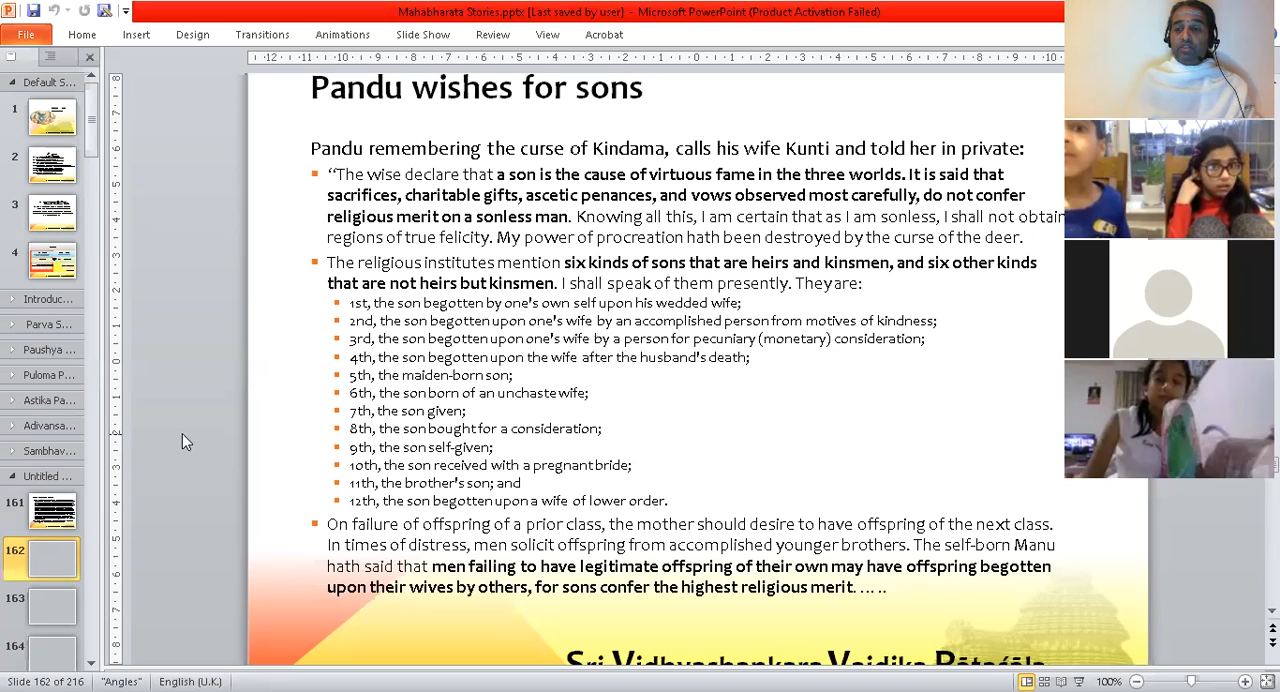 Mahabharata Stories.pptx [Last saved by user] - Microsoft PowerPoint (Product Activation Failed)
File Home Insert Design Transitions Animations Slide Show Review View Acrobat
Default S...
1
2
3
4
Introduc...
Parva S...
Paushya ...
Puloma P...
Astika Pa...
Adivansa...
Sambhav...
Untitled ...
161
162
163
164
Pandu wishes for sons
Pandu remembering the curse of Kindama, calls his wife Kunti and told her in private:
"The wise declare that a son is the cause of virtuous fame in the three worlds. It is said that
sacrifices, charitable gifts, ascetic penances, and vows observed most carefully, do not confer
religious merit on a sonless man. Knowing all this, I am certain that as I am sonless, I shall not obtain
regions of true felicity. My power of procreation hath been destroyed by the curse of the deer.
The religious institutes mention six kinds of sons that are heirs and kinsmen, and six other kinds
that are not heirs but kinsmen. I shall speak of them presently. They are:
1st, the son begotten by one's own self upon his wedded wife;
2nd, the son begotten upon one's wife by an accomplished person from motives of kindness;
3rd, the son begotten upon one's wife by a person for pecuniary (monetary) consideration;
4th, the son begotten upon the wife after the husband's death;
5th, the maiden-born son;
6th, the son born of an unchaste wife;
7th, the son given;
8th, the son bought for a consideration;
9th, the son self-given;
10th, the son received with a pregnant bride;
11th, the brother's son; and
12th, the son begotten upon a wife of lower order.
On failure of offspring of a prior class, the mother should desire to have offspring of the next class.
In times of distress, men solicit offspring from accomplished younger brothers. The self-born Manu
hath said that men failing to have legitimate offspring of their own may have offspring begotten
upon their wives by others, for sons confer the highest religious merit. ... ..
Sri Vidhyashankara Vaidika Pātaśāla
Slide 162 of 216 "Angles" English (U.K.) 100%